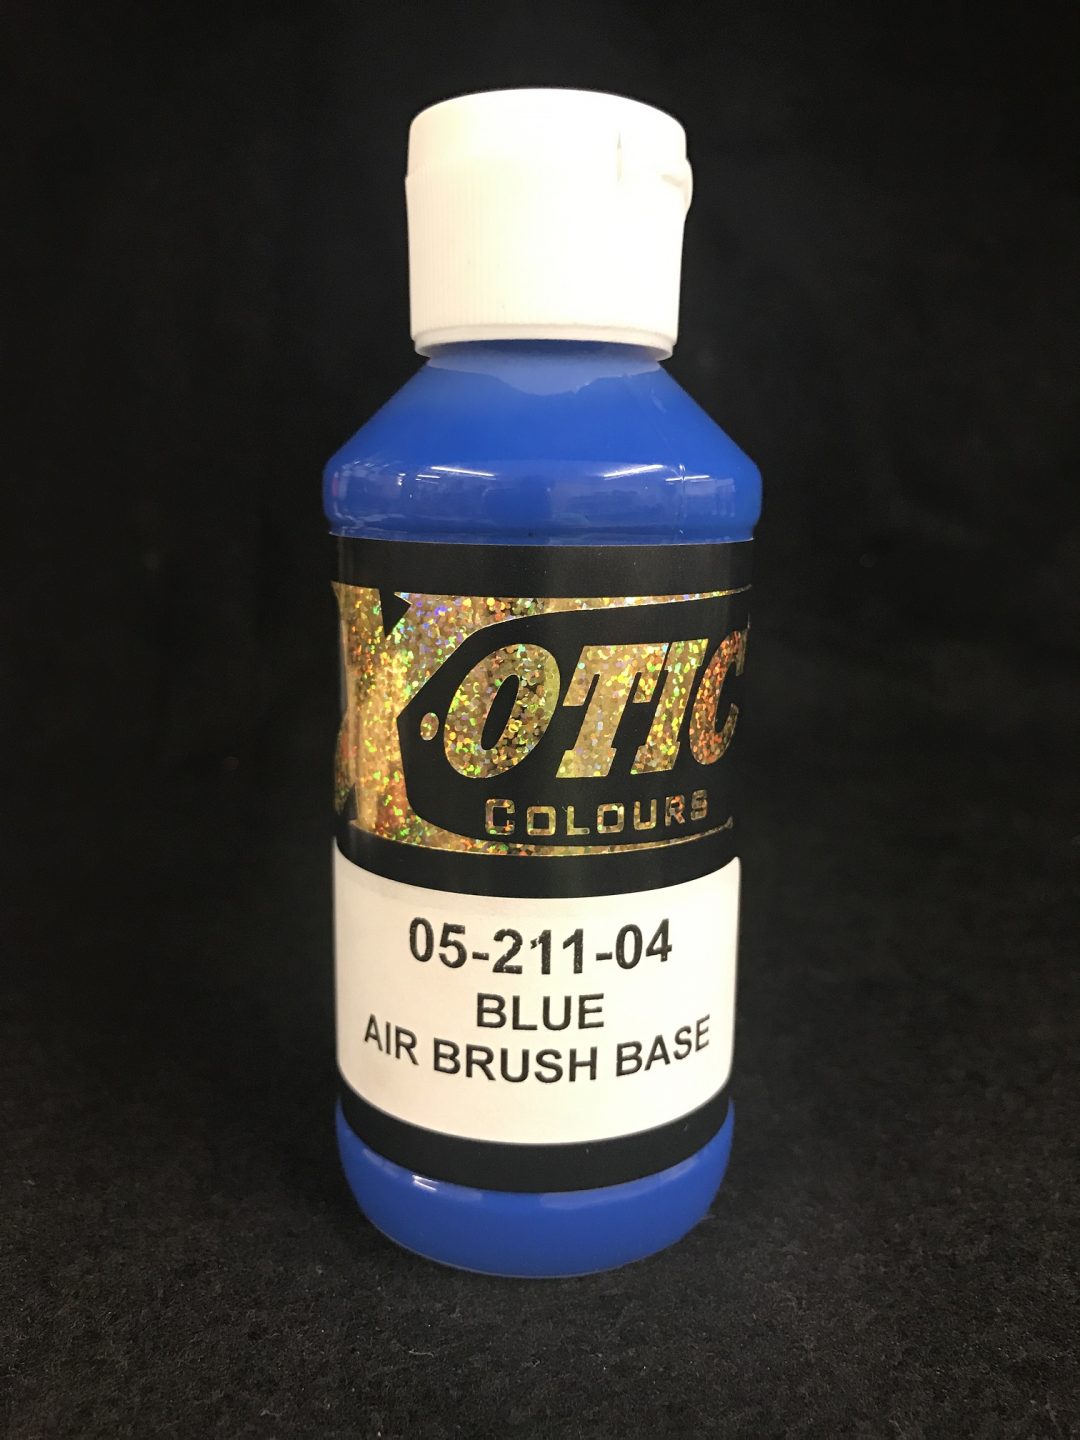 X·OTIC
COLOURS
05-211-04
BLUE
AIR BRUSH BASE